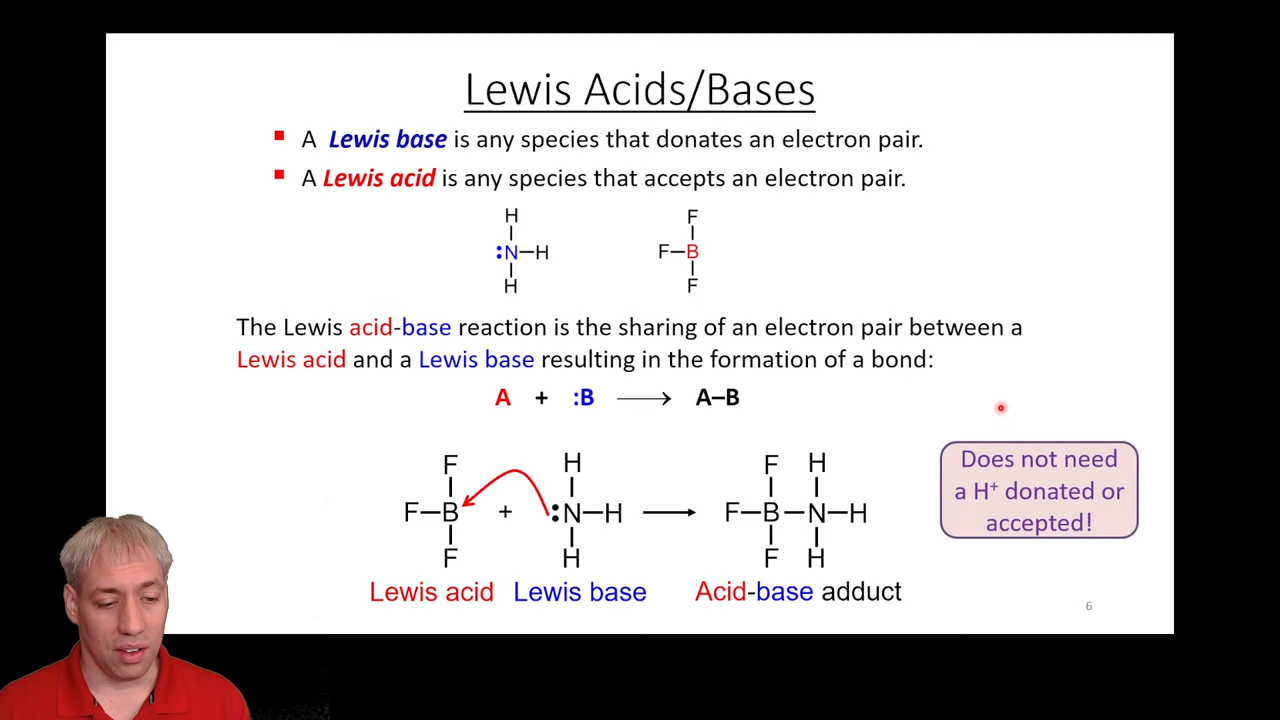 Lewis Acids/Bases
A Lewis base is any species that donates an electron pair.
A Lewis acid is any species that accepts an electron pair.
H
:N–H
H
F
F–B
F
The Lewis acid-base reaction is the sharing of an electron pair between a
Lewis acid and a Lewis base resulting in the formation of a bond:
A + :B ⟶ A–B
F
F–B
F
+
H
:N–H
H
⟶
F H
F–B–N–H
F H
Lewis acid Lewis base Acid-base adduct
Does not need
a H⁺ donated or
accepted!
6